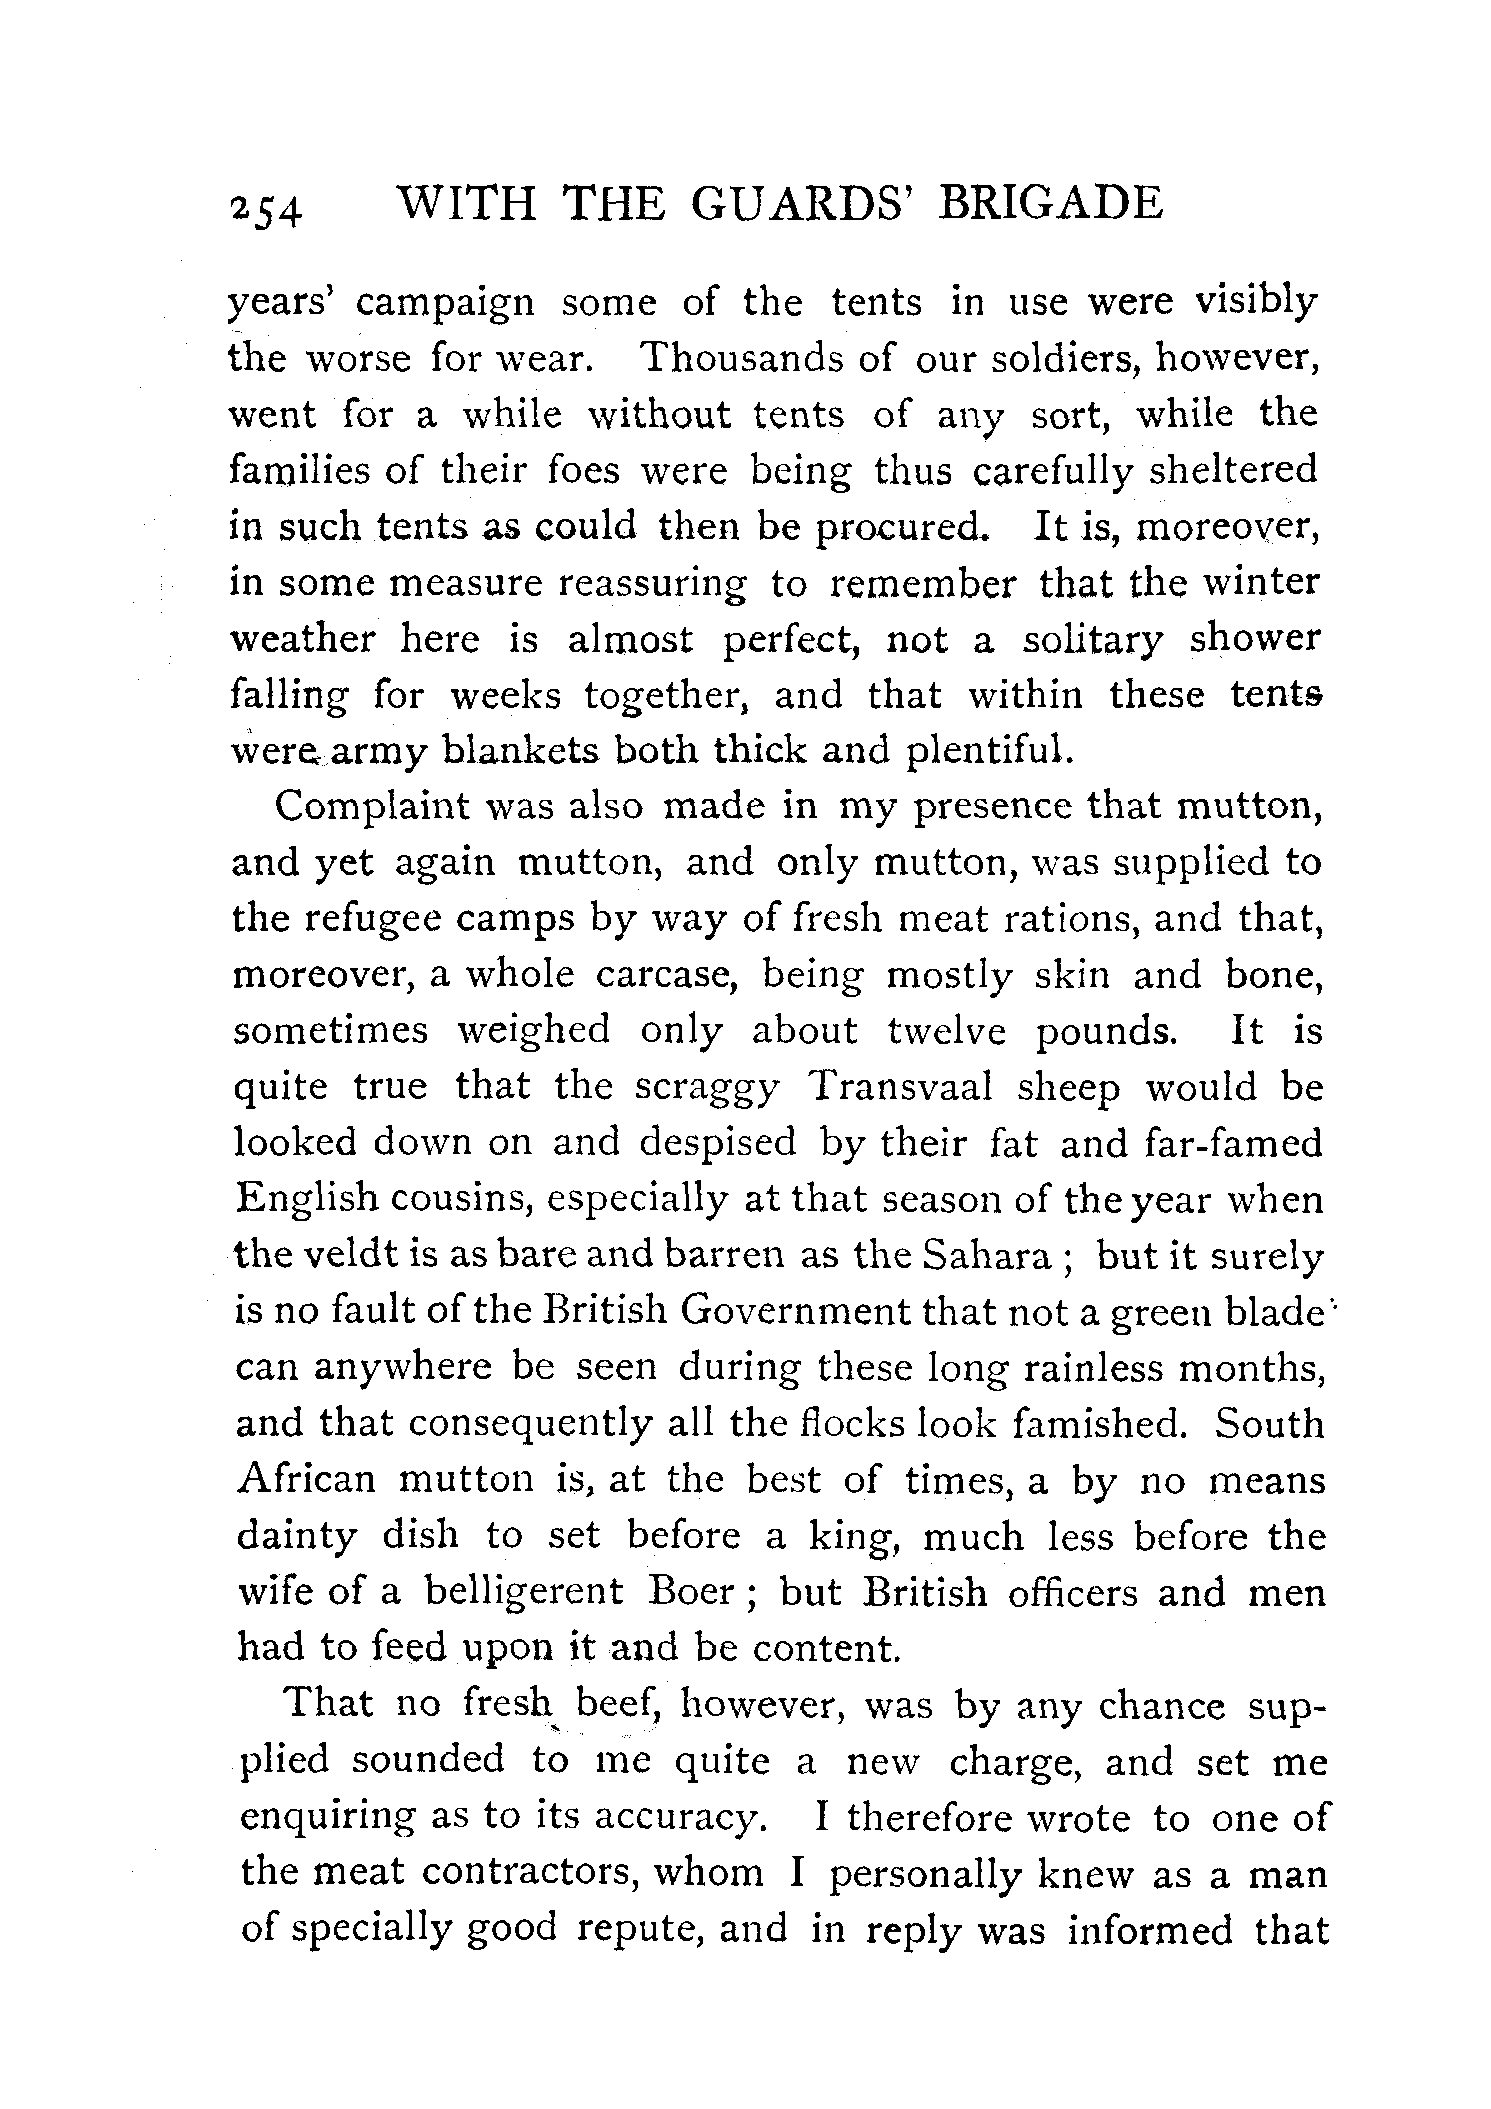 254 WITH THE GUARDS' BRIGADE
years' campaign some of the tents in use were visibly
the worse for wear. Thousands of our soldiers, however,
went for a while without tents of any sort, while the
families of their foes were being thus carefully sheltered
in such tents as could then be procured. It is, moreover,
in some measure reassuring to remember that the winter
weather here is almost perfect, not a solitary shower
falling for weeks together, and that within these tents
were army blankets both thick and plentiful.
Complaint was also made in my presence that mutton,
and yet again mutton, and only mutton, was supplied to
the refugee camps by way of fresh meat rations, and that,
moreover, a whole carcase, being mostly skin and bone,
sometimes weighed only about twelve pounds. It is
quite true that the scraggy Transvaal sheep would be
looked down on and despised by their fat and far-famed
English cousins, especially at that season of the year when
the veldt is as bare and barren as the Sahara ; but it surely
is no fault of the British Government that not a green blade
can anywhere be seen during these long rainless months,
and that consequently all the flocks look famished. South
African mutton is, at the best of times, a by no means
dainty dish to set before a king, much less before the
wife of a belligerent Boer ; but British officers and men
had to feed upon it and be content.
That no fresh beef, however, was by any chance sup-
plied sounded to me quite a new charge, and set me
enquiring as to its accuracy. I therefore wrote to one of
the meat contractors, whom I personally knew as a man
of specially good repute, and in reply was informed that